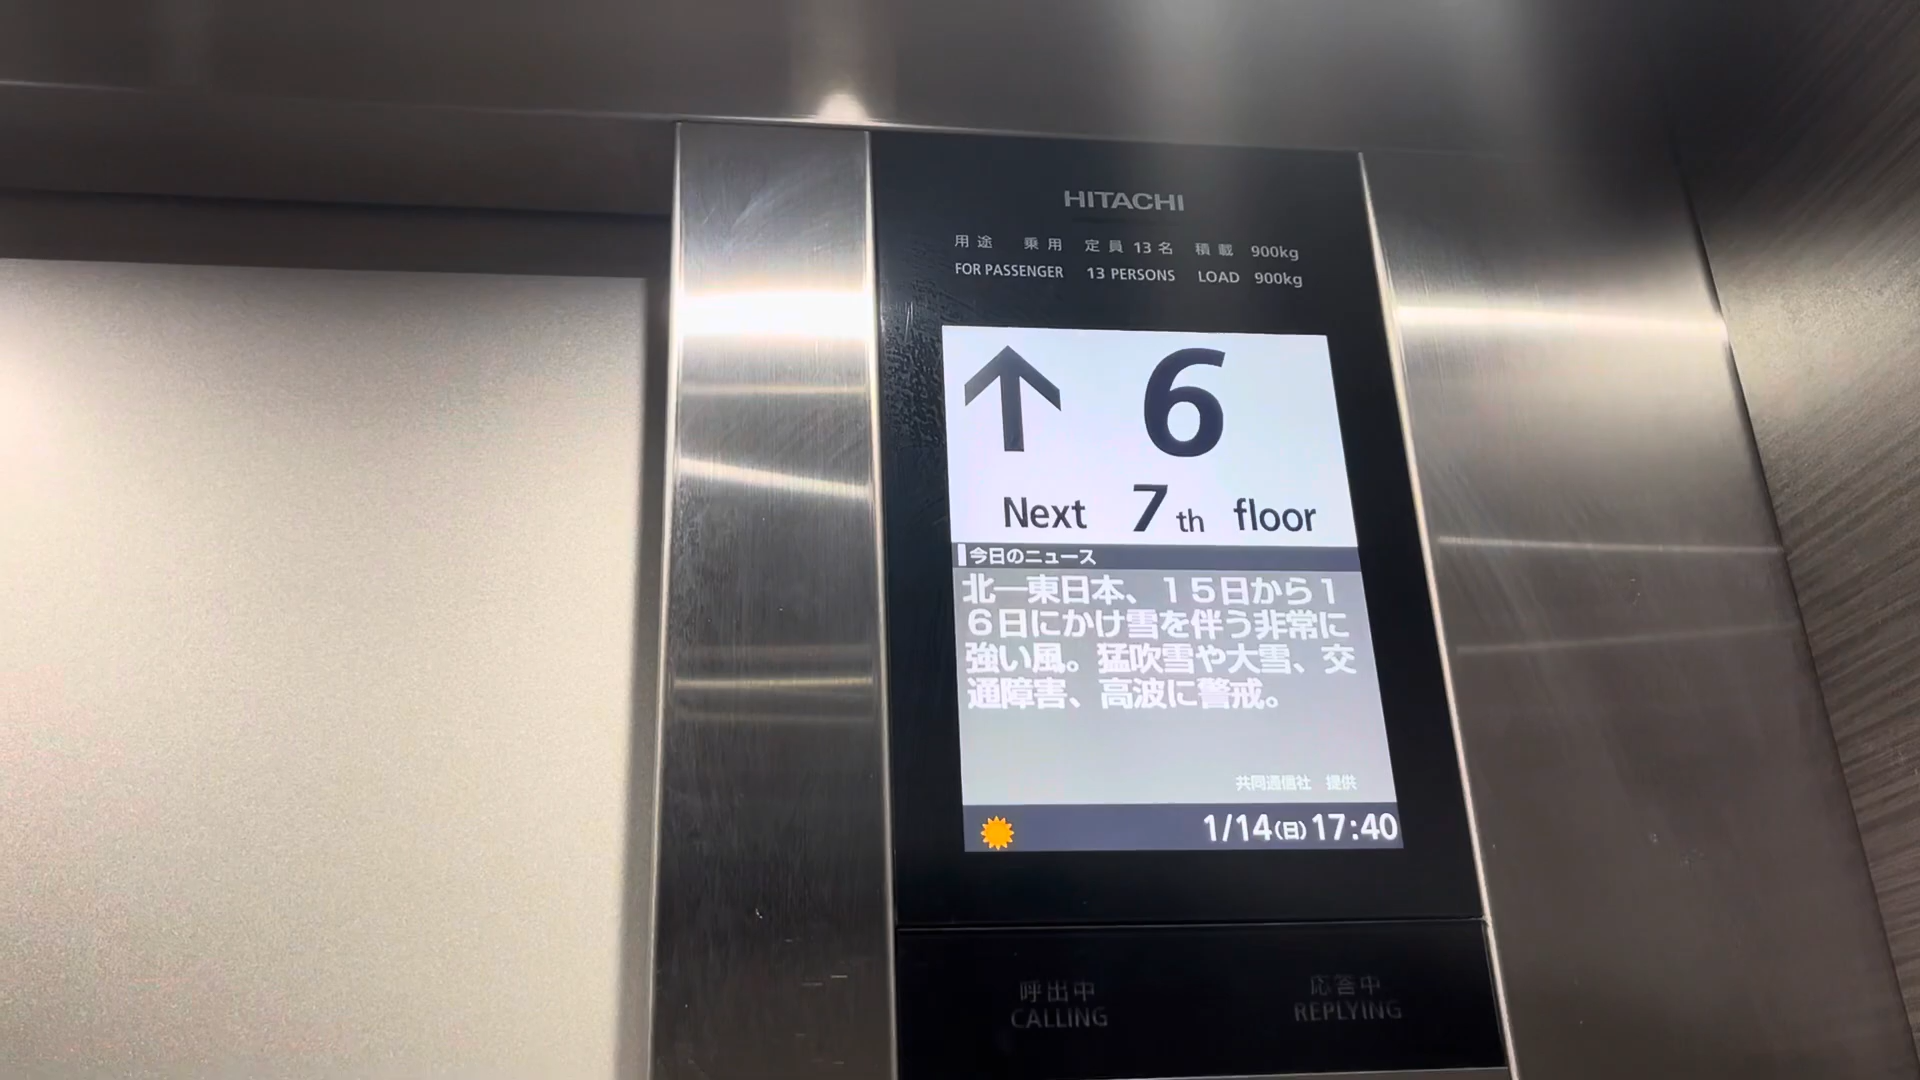 HITACHI
用途 乗用 定員 13名 積載 900kg
FOR PASSENGER 13 PERSONS LOAD 900kg
↑ 6
Next 7th floor
今日のニュース
北―東日本、15日から1
6日にかけ雪を伴う非常に
強い風。猛吹雪や大雪、交
通障害、高波に警戒。
共同通信社 提供
1/14(日)17:40
呼出中 応答中
CALLING REPLYING